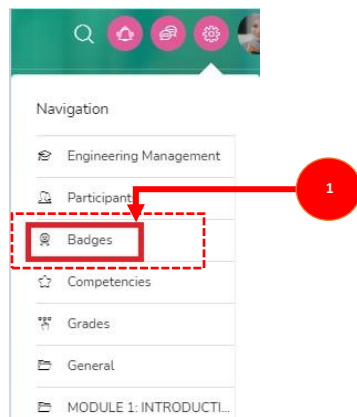 Navigation
Engineering Management
Participants
1
Badges
Competencies
Grades
General
MODULE 1: INTRODUCTI...